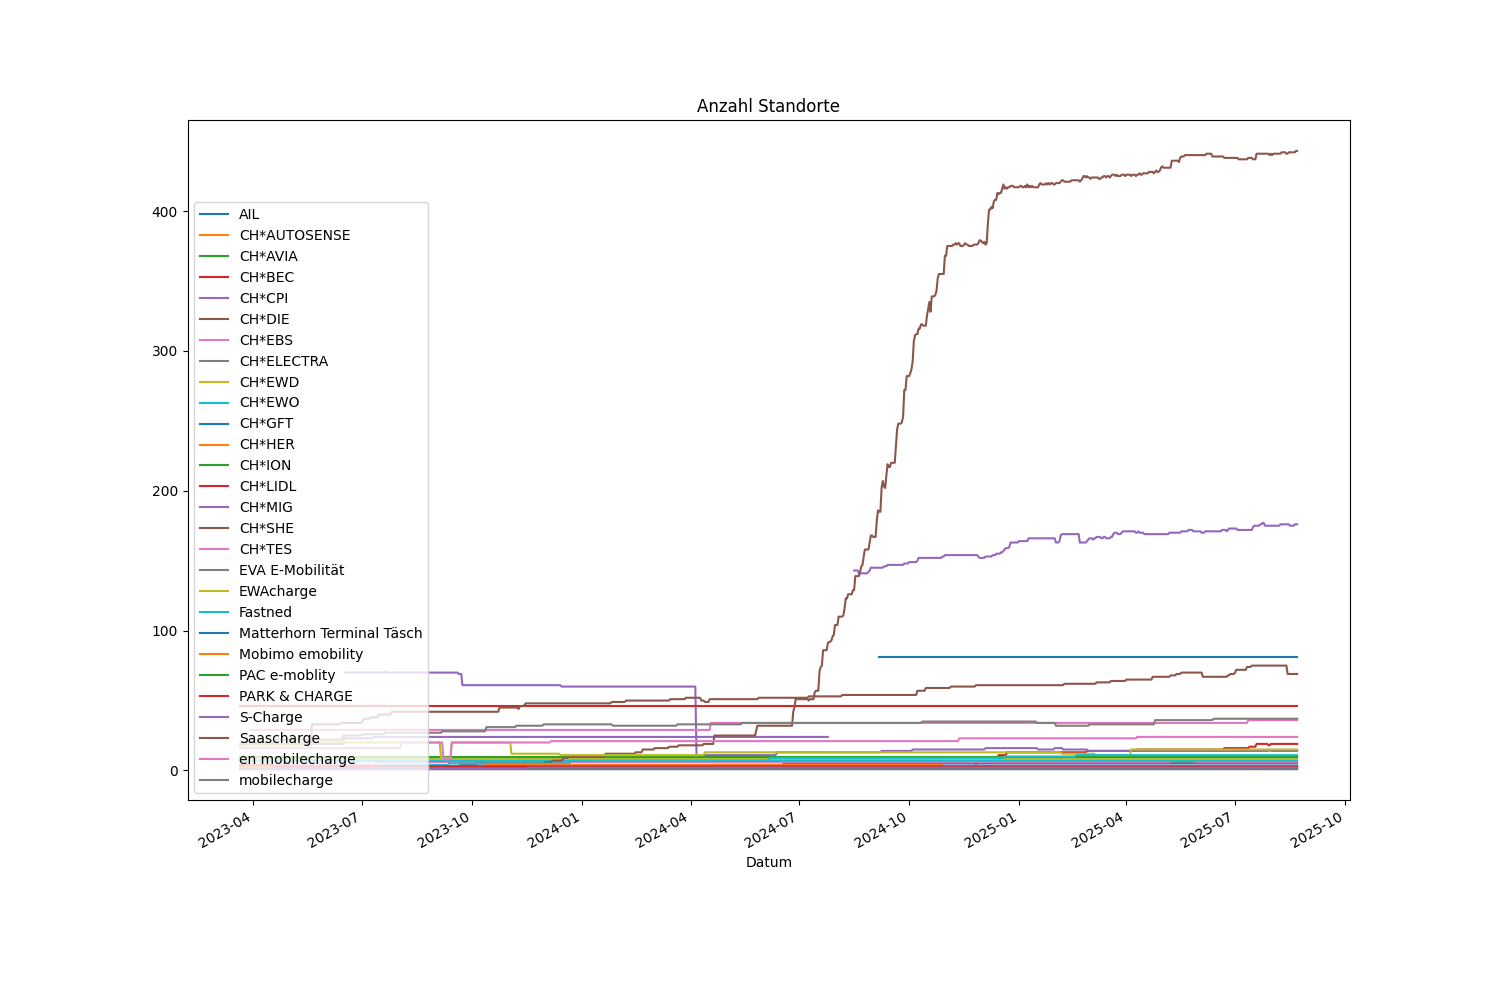 Anzahl Standorte
400
300
200
100
0
AIL
CH*AUTOSENSE
CH*AVIA
CH*BEC
CH*CPI
CH*DIE
CH*EBS
CH*ELECTRA
CH*EWD
CH*EWO
CH*GFT
CH*HER
CH*ION
CH*LIDL
CH*MIG
CH*SHE
CH*TES
EVA E-Mobilität
EWAcharge
Fastned
Matterhorn Terminal Täsch
Mobimo emobility
PAC e-moblity
PARK & CHARGE
S-Charge
Saascharge
en mobilecharge
mobilecharge
2023-04
2023-07
2023-10
2024-01
2024-04
2024-07
2024-10
2025-01
2025-04
2025-07
2025-10
Datum